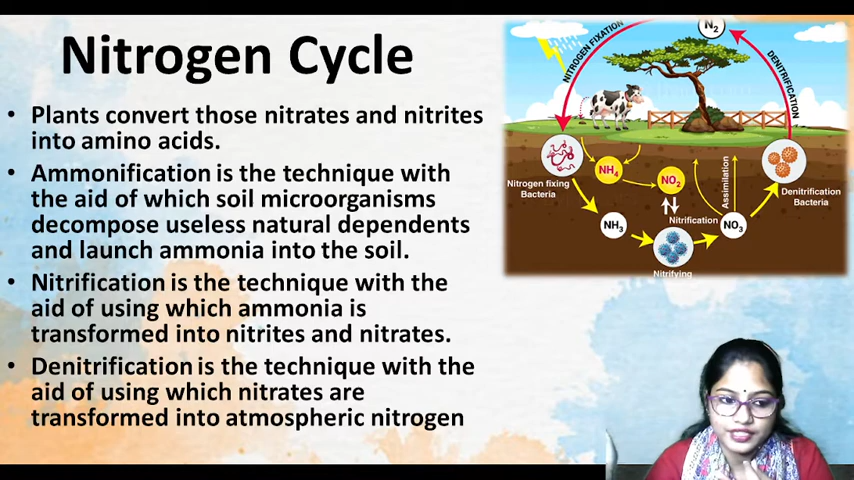 Nitrogen Cycle
• Plants convert those nitrates and nitrites
into amino acids.
• Ammonification is the technique with
the aid of which soil microorganisms
decompose useless natural dependents
and launch ammonia into the soil.
• Nitrification is the technique with the
aid of using which ammonia is
transformed into nitrites and nitrates.
• Denitrification is the technique with the
aid of using which nitrates are
transformed into atmospheric nitrogen
N₂
NITROGEN FIXATION
DENITRIFICATION
Nitrogen fixing
Bacteria
NH₄
NO₂
Assimilation
Denitrification
Bacteria
NH₃
Nitrification
NO₃
Nitrifying